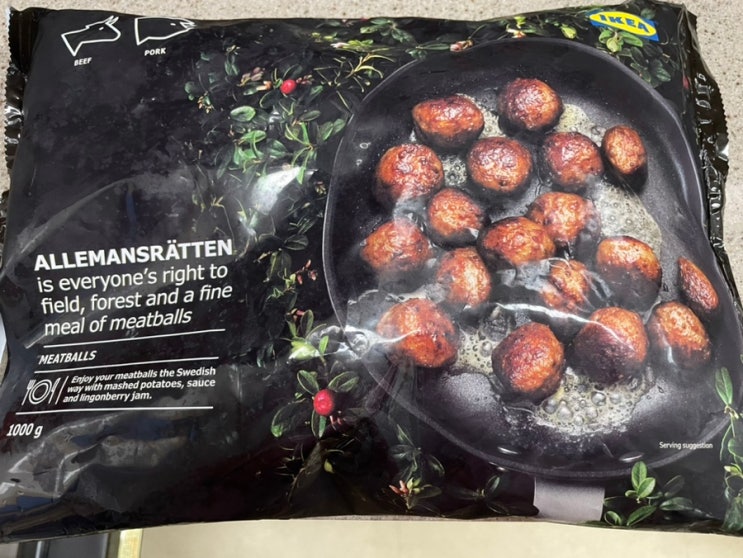 BEEF
PORK
IKEA
ALLEMANSRÄTTEN
is everyone's right to
field, forest and a fine
meal of meatballs
MEATBALLS
Enjoy your meatballs the Swedish
way with mashed potatoes, sauce
and lingonberry jam.
1000 g
Serving suggestion